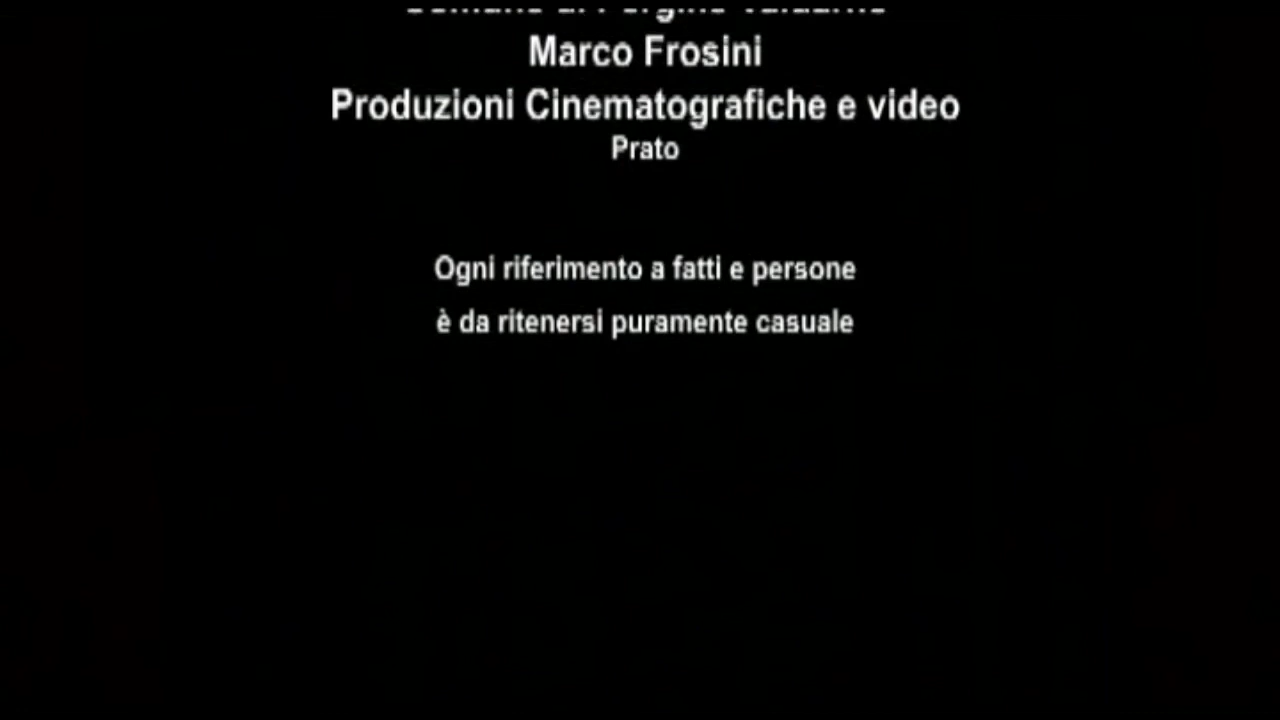 Marco Frosini
Produzioni Cinematografiche e video
Prato
Ogni riferimento a fatti e persone
è da ritenersi puramente casuale